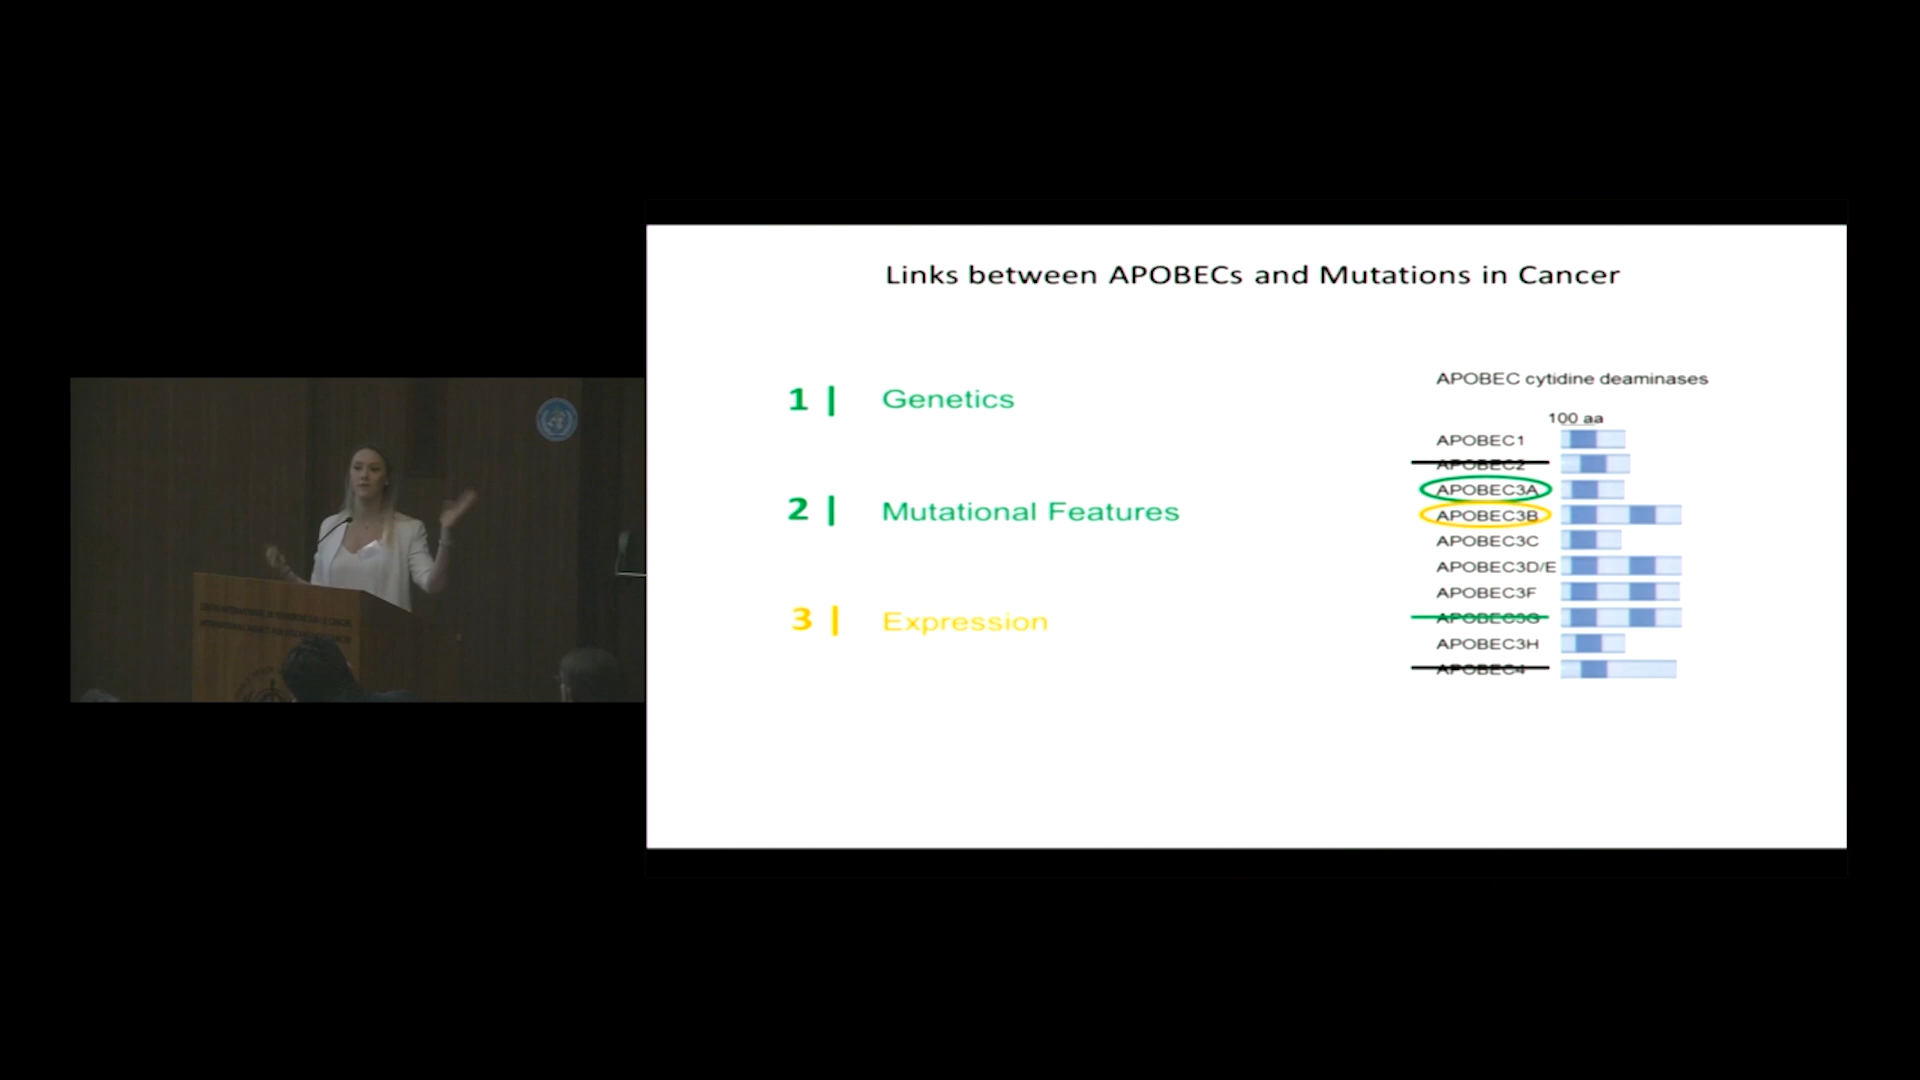 Links between APOBECs and Mutations in Cancer
1 | Genetics
2 | Mutational Features
3 | Expression
APOBEC cytidine deaminases
100 aa
APOBEC1
APOBEC2
APOBEC3A
APOBEC3B
APOBEC3C
APOBEC3D/E
APOBEC3F
APOBEC3G
APOBEC3H
APOBEC4